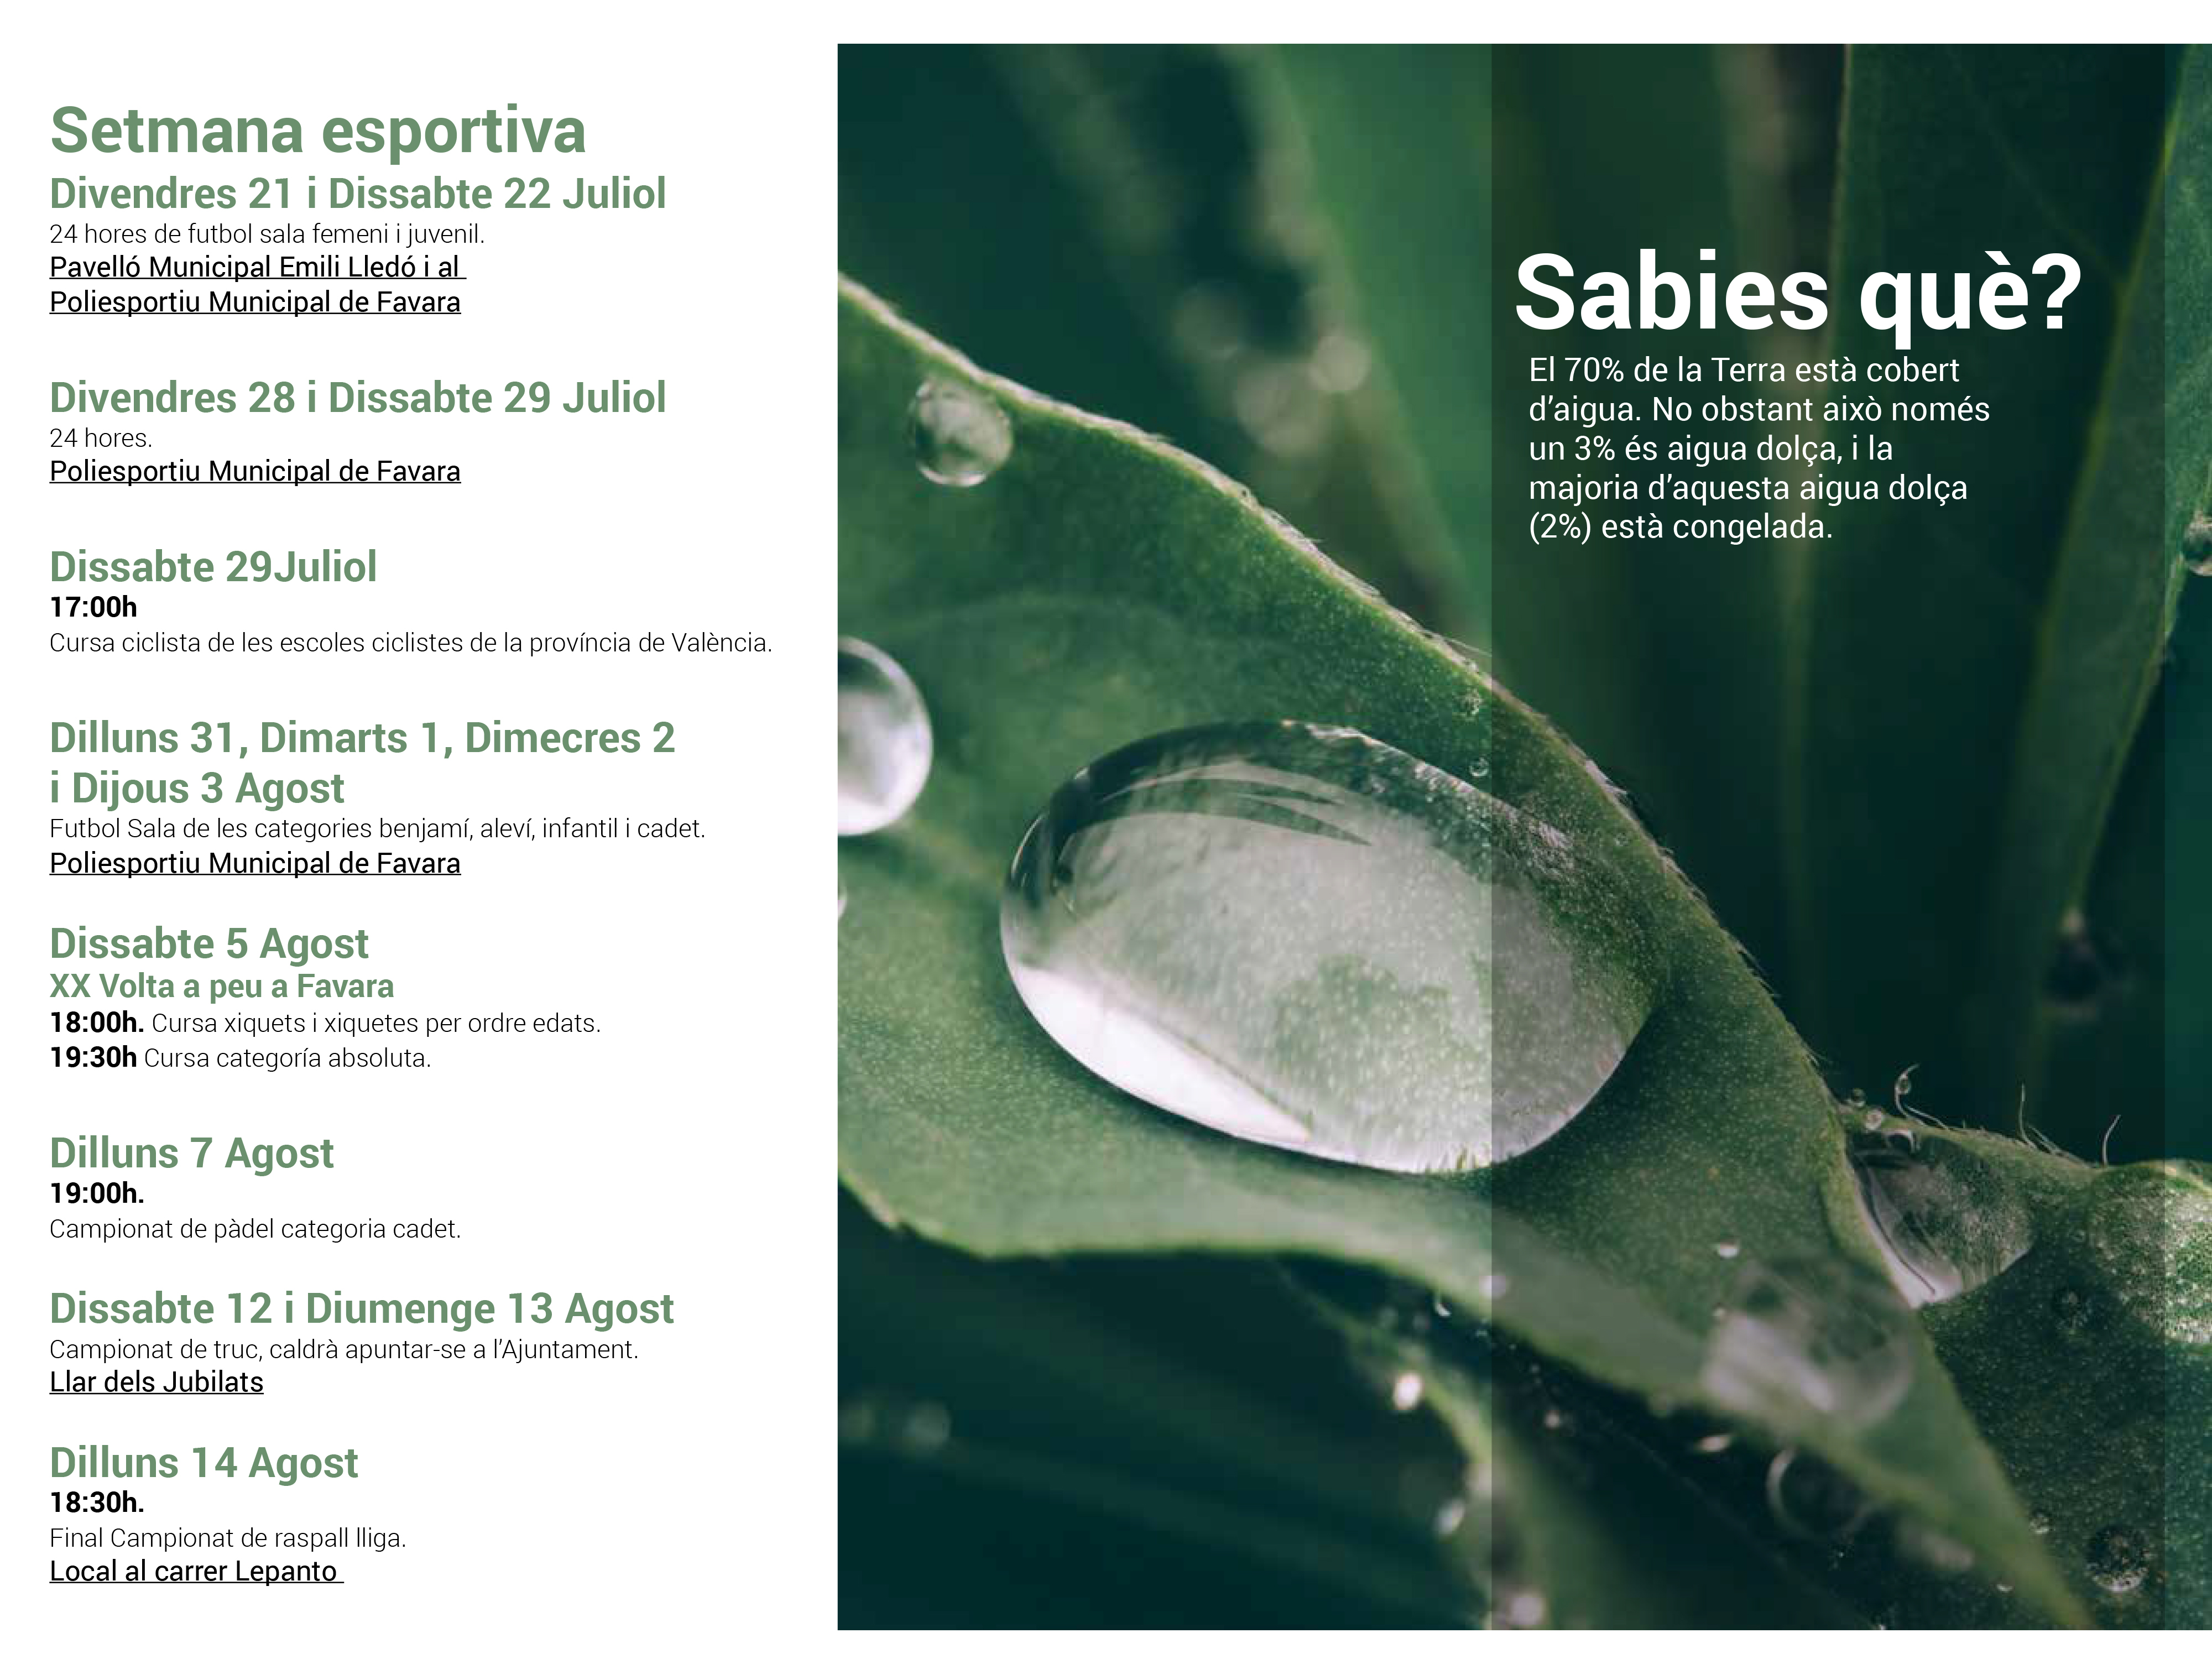 Setmana esportiva
Divendres 21 i Dissabte 22 Juliol
24 hores de futbol sala femeni i juvenil.
Pavelló Municipal Emili Lledó i al
Poliesportiu Municipal de Favara
Divendres 28 i Dissabte 29 Juliol
24 hores.
Poliesportiu Municipal de Favara
Dissabte 29Juliol
17:00h
Cursa ciclista de les escoles ciclistes de la província de València.
Dilluns 31, Dimarts 1, Dimecres 2
i Dijous 3 Agost
Futbol Sala de les categories benjamí, aleví, infantil i cadet.
Poliesportiu Municipal de Favara
Dissabte 5 Agost
XX Volta a peu a Favara
18:00h. Cursa xiquets i xiquetes per ordre edats.
19:30h Cursa categoría absoluta.
Dilluns 7 Agost
19:00h.
Campionat de pàdel categoria cadet.
Dissabte 12 i Diumenge 13 Agost
Campionat de truc, caldrà apuntar-se a l’Ajuntament.
Llar dels Jubilats
Dilluns 14 Agost
18:30h.
Final Campionat de raspall lliga.
Local al carrer Lepanto
Sabies què?
El 70% de la Terra està cobert
d’aigua. No obstant això només
un 3% és aigua dolça, i la
majoria d’aquesta aigua dolça
(2%) està congelada.